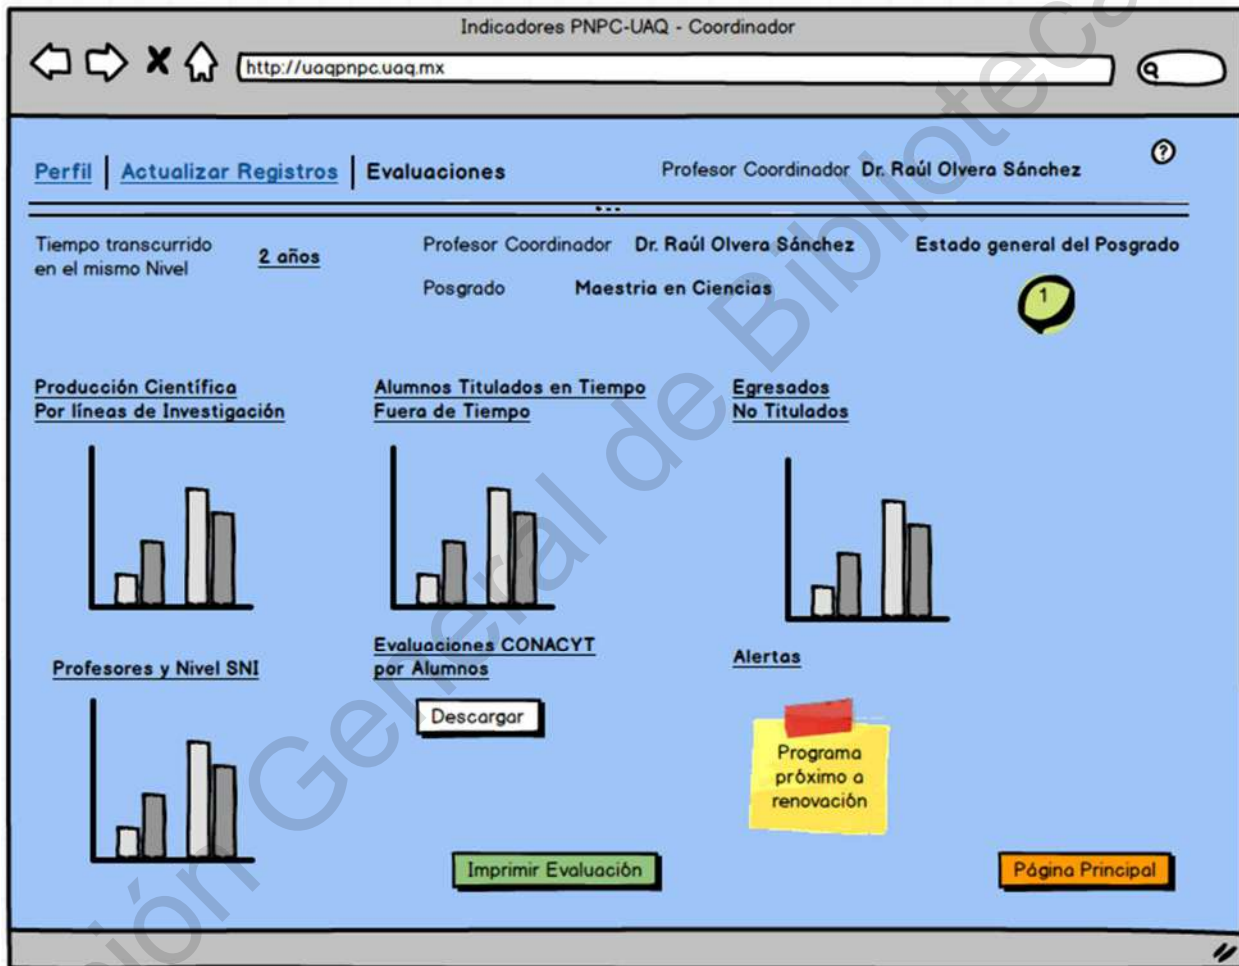 Indicadores PNPC-UAQ - Coordinador
http://uaqpnpc.uaq.mx
Perfil | Actualizar Registros | Evaluaciones
Profesor Coordinador Dr. Raúl Olvera Sánchez
?
Tiempo transcurrido
en el mismo Nivel
2 años
Profesor Coordinador Dr. Raúl Olvera Sánchez
Posgrado Maestria en Ciencias
Estado general del Posgrado
1
Producción Científica
Por líneas de Investigación
Alumnos Titulados en Tiempo
Fuera de Tiempo
Egresados
No Titulados
Profesores y Nivel SNI
Evaluaciones CONACYT
por Alumnos
Descargar
Alertas
Programa
próximo a
renovación
Imprimir Evaluación
Página Principal
General de Biblioteca